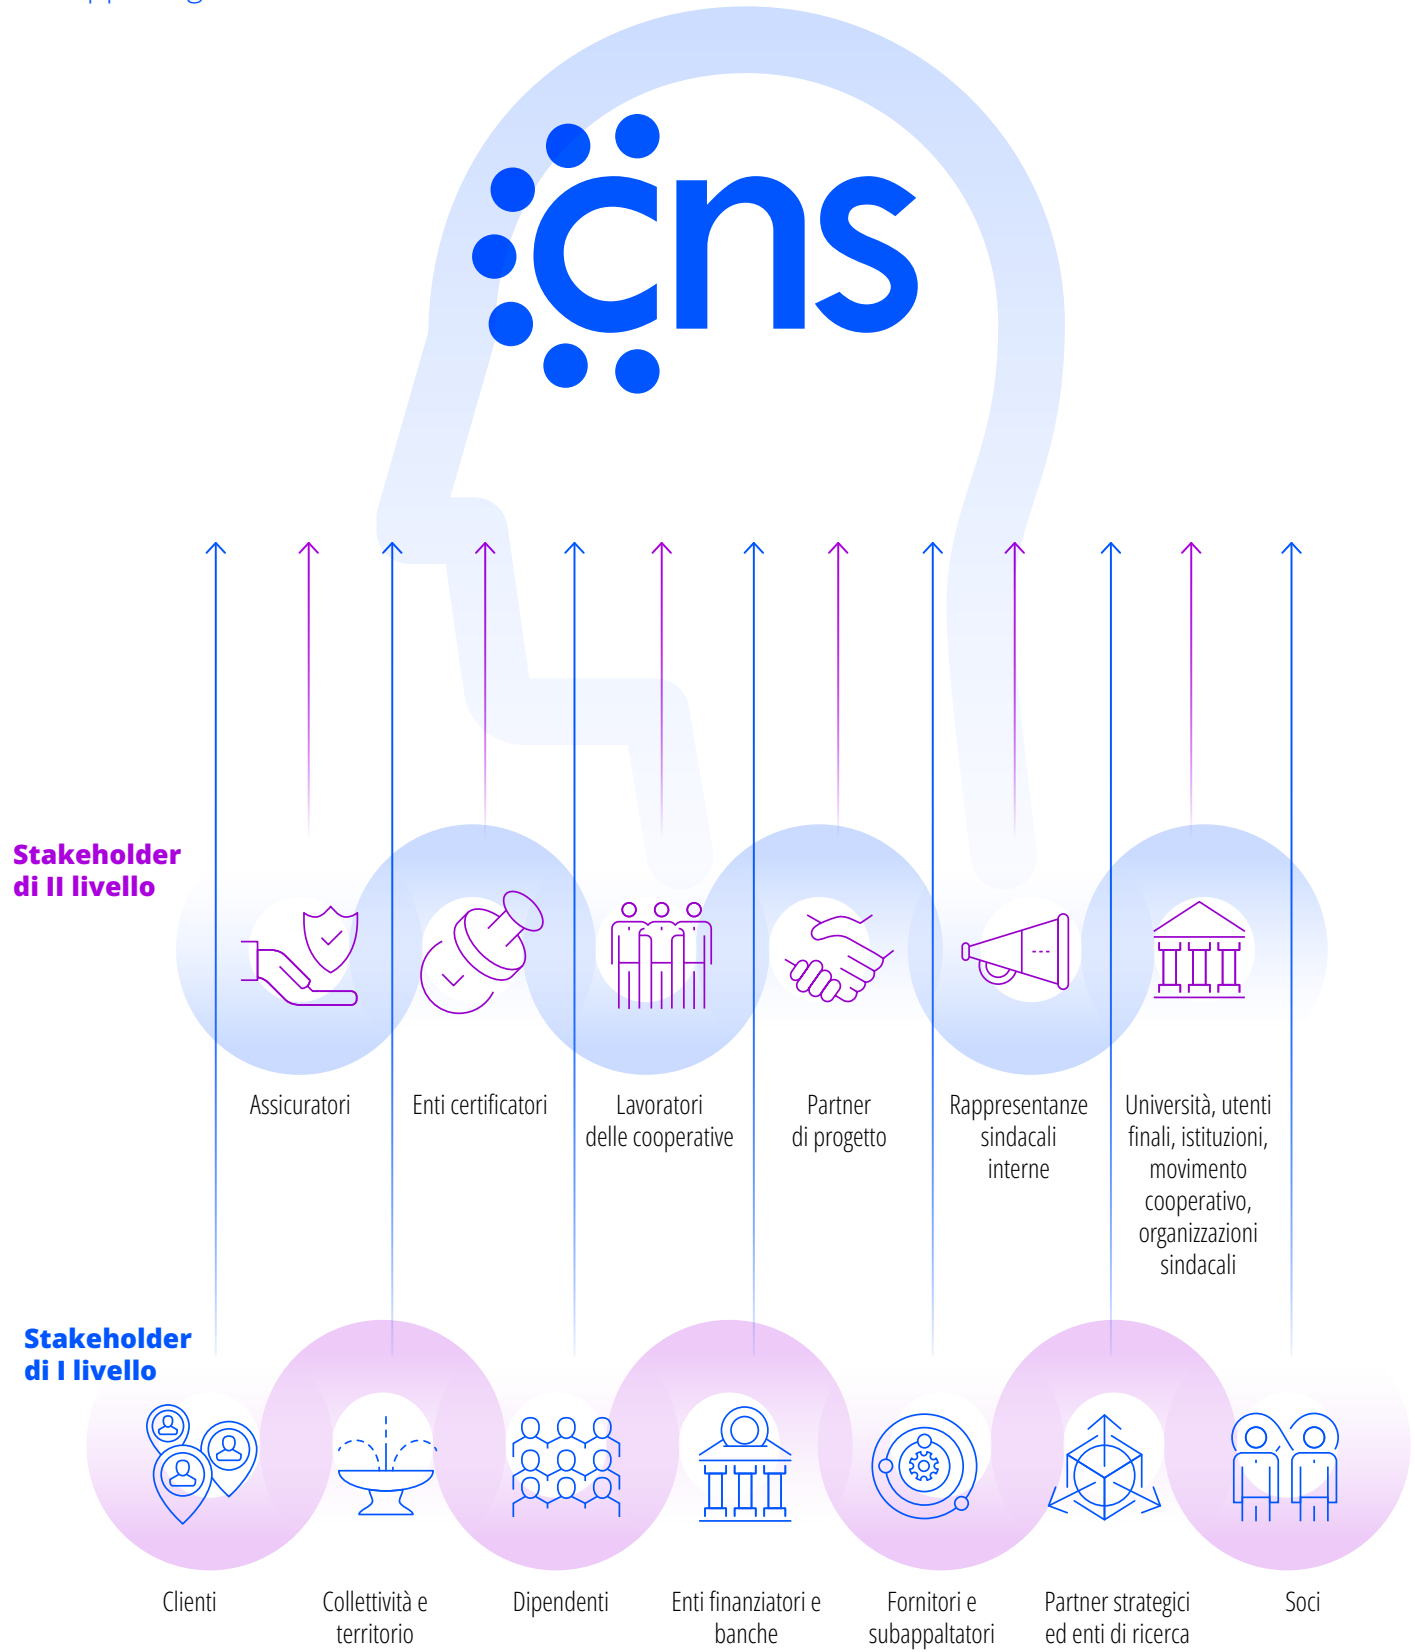 cns
Stakeholder
di II livello
Assicuratori
Enti certificatori
Lavoratori
delle cooperative
Partner
di progetto
Rappresentanze
sindacali
interne
Università, utenti
finali, istituzioni,
movimento
cooperativo,
organizzazioni
sindacali
Stakeholder
di I livello
Clienti
Collettività e
territorio
Dipendenti
Enti finanziatori e
banche
Fornitori e
subappaltatori
Partner strategici
ed enti di ricerca
Soci